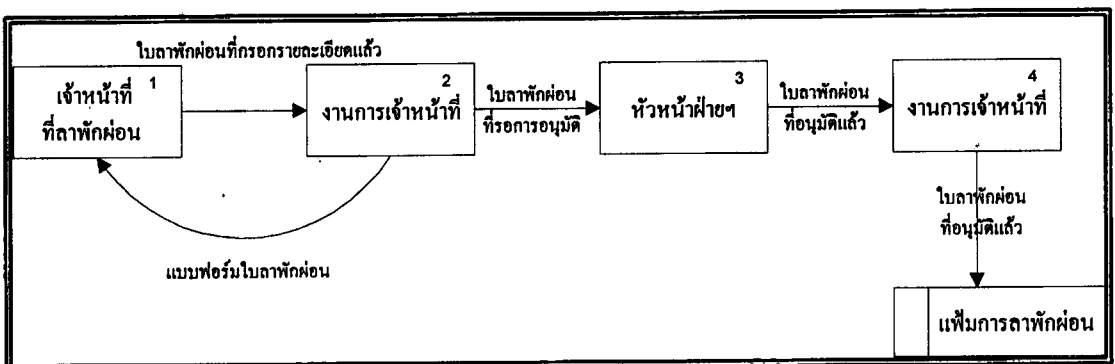 ใบลาพักผ่อนที่กรอกรายละเอียดแล้ว
เจ้าหน้าที่ 1
ที่ลาพักผ่อน
2
งานการเจ้าหน้าที่
ใบลาพักผ่อน
ที่รอการอนุมัติ
3
หัวหน้าฝ่ายฯ
ใบลาพักผ่อน
ที่อนุมัติแล้ว
4
งานการเจ้าหน้าที่
ใบลาพักผ่อน
ที่อนุมัติแล้ว
แบบฟอร์มใบลาพักผ่อน
แฟ้มการลาพักผ่อน